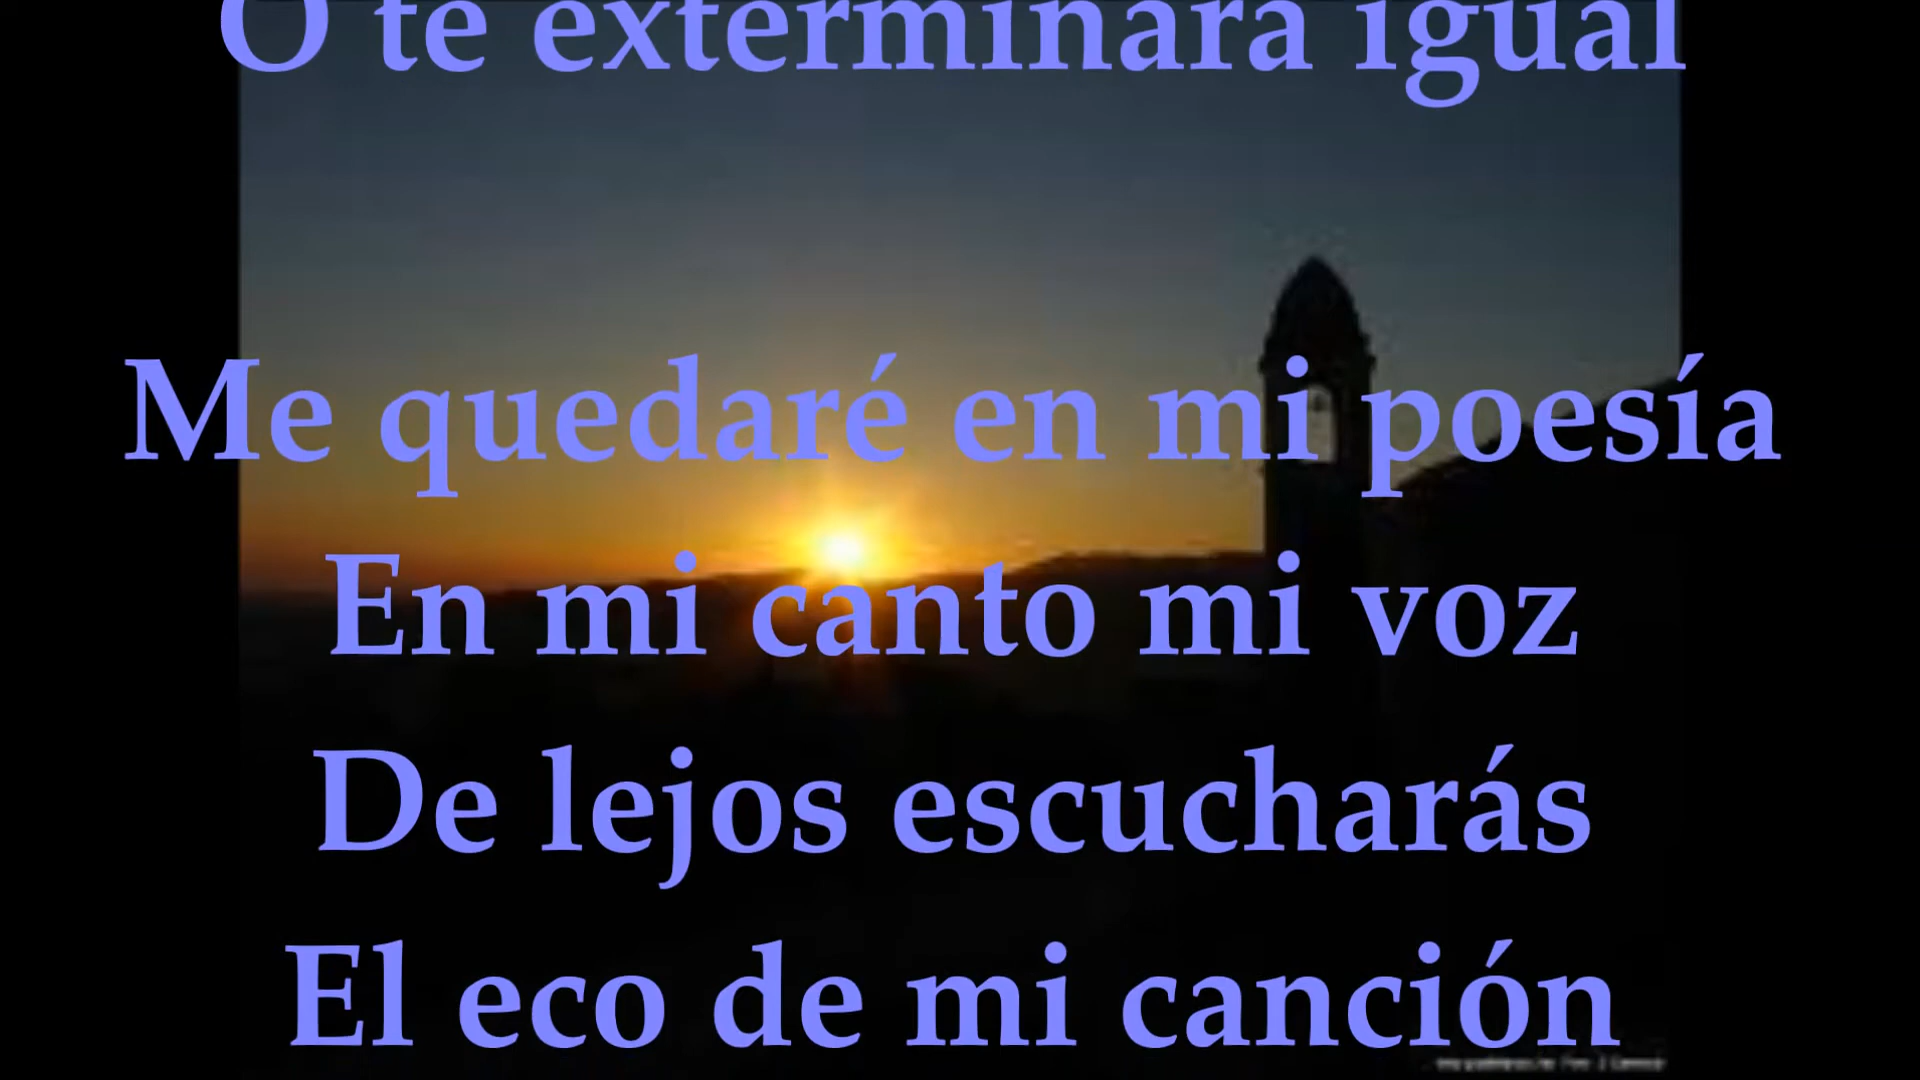 O te exterminara igual
Me quedaré en mi poesía
En mi canto mi voz
De lejos escucharás
El eco de mi canción